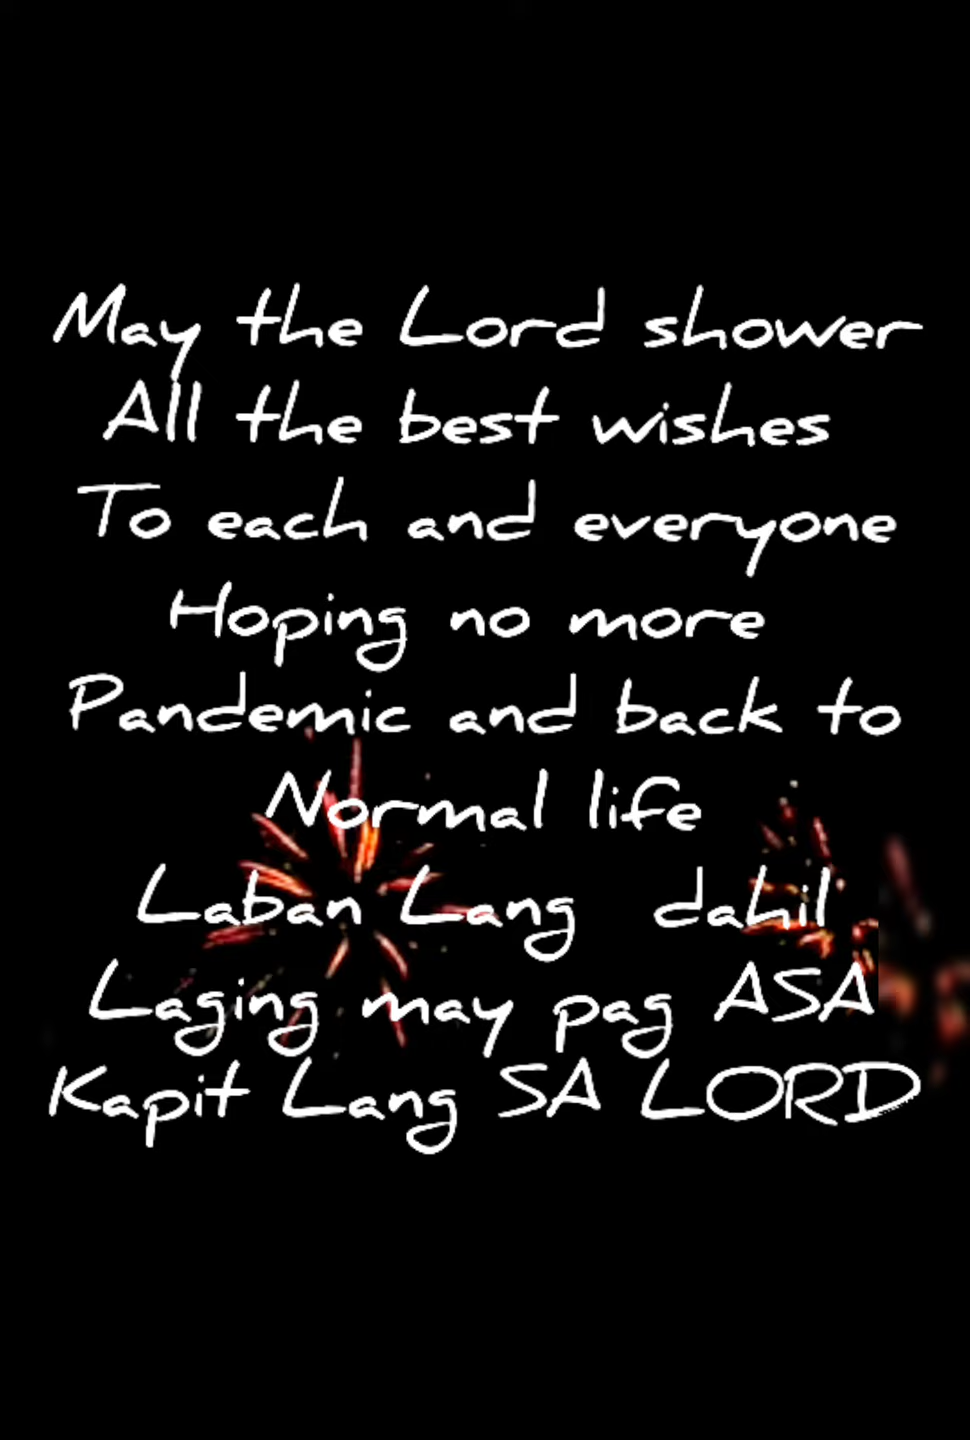 May the Lord shower
All the best wishes
To each and everyone
Hoping no more
Pandemic and back to
Normal life
Laban Lang dahil
Laging may pag ASA
Kapit Lang SA LORD